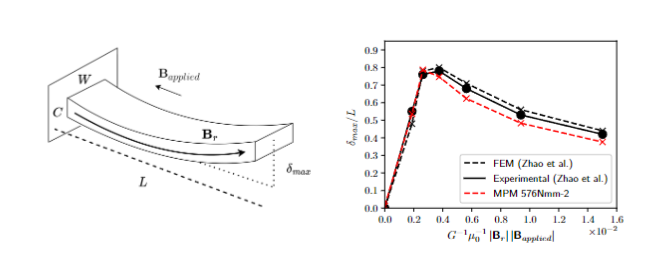 W
B_applied
C
B_r
L
δ_max
δ_max/L
0.9
0.8
0.7
0.6
0.5
0.4
0.3
0.2
0.1
0.0
FEM (Zhao et al.)
Experimental (Zhao et al.)
MPM 576Nmm-2
0.0 0.2 0.4 0.6 0.8 1.0 1.2 1.4 1.6
×10⁻²
G⁻¹μ₀⁻¹|B_r||B_applied|